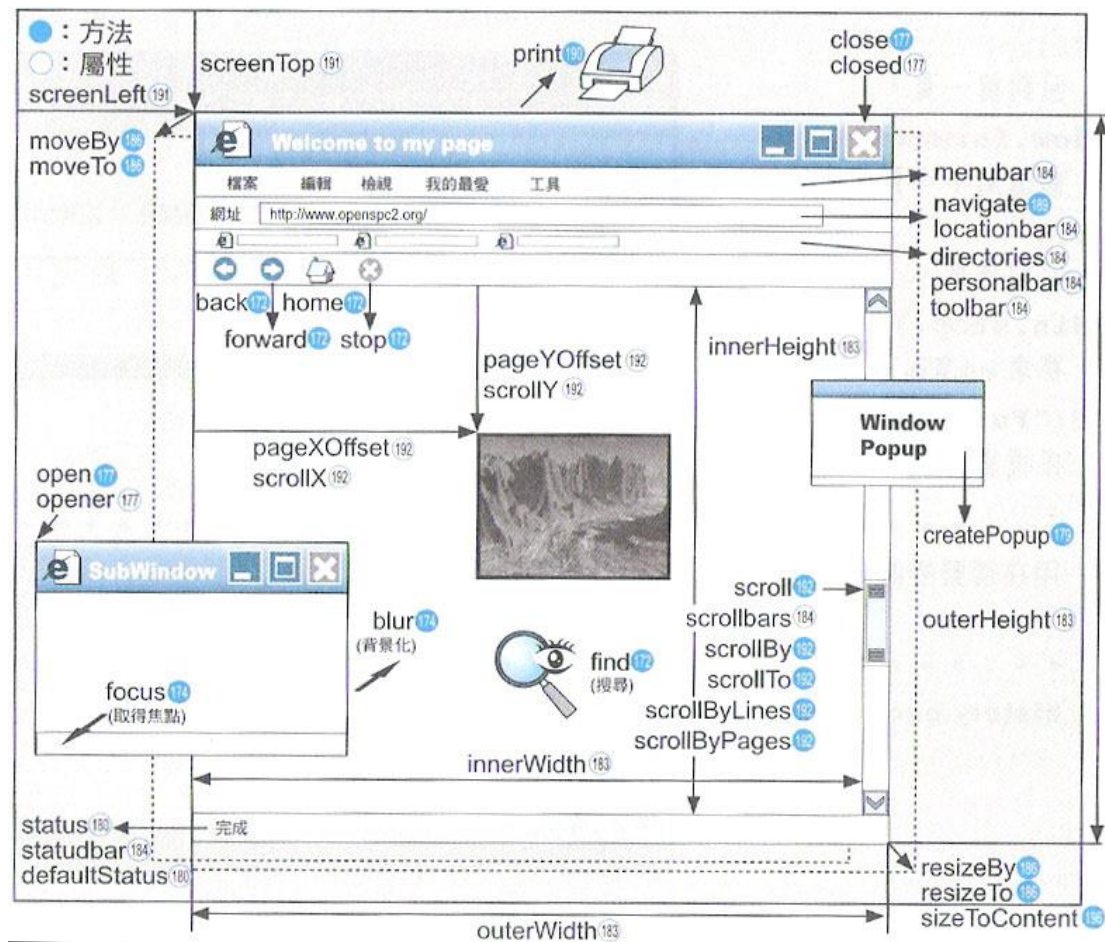 ：方法
：屬性
screenTop 191
screenLeft 191
print 190
close 177
closed 177
moveBy 186
moveTo 186
Welcome to my page
檔案 編輯 檢視 我的最愛 工具
網址 http://www.openspc2.org/
menubar 184
navigate 189
locationbar 184
directories 184
personalbar 184
toolbar 184
back 172 home 172
forward 172 stop 172
pageYOffset 192
scrollY 192
innerHeight 183
pageXOffset 192
scrollX 192
Window
Popup
createPopup 179
open 177
opener 177
SubWindow
blur 174
(背景化)
focus 174
(取得焦點)
find 172
(搜尋)
scroll 192
scrollbars 184
scrollBy 192
scrollTo 192
scrollByLines 192
scrollByPages 192
outerHeight 183
innerWidth 183
status 180
完成
statudbar 184
defaultStatus 180
resizeBy 186
resizeTo 186
sizeToContent 196
outerWidth 183